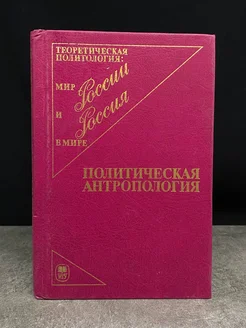 ТЕОРЕТИЧЕСКАЯ
ПОЛИТОЛОГИЯ:
МИР России
И Россия
В МИРЕ
ПОЛИТИЧЕСКАЯ
АНТРОПОЛОГИЯ